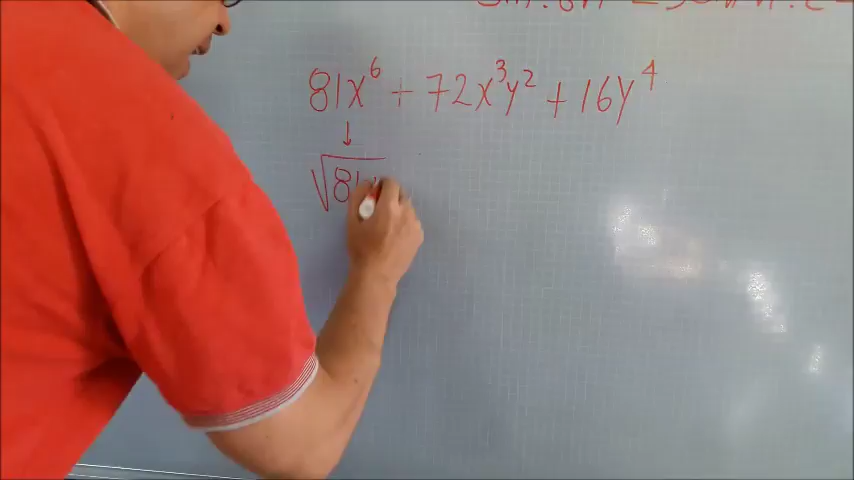 81x⁶ + 72x³y² + 16y⁴
↓
√81